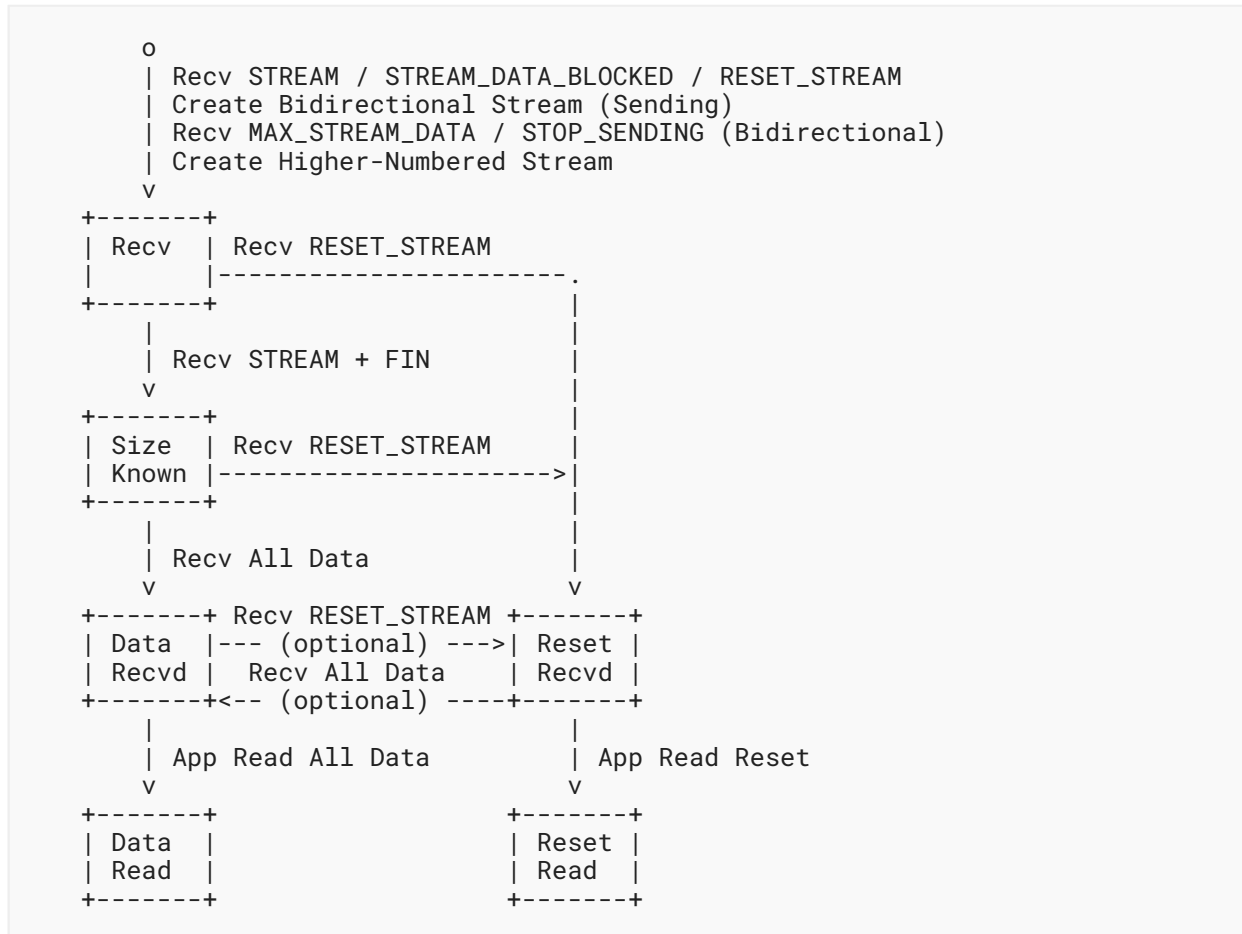 o
| Recv STREAM / STREAM_DATA_BLOCKED / RESET_STREAM
| Create Bidirectional Stream (Sending)
| Recv MAX_STREAM_DATA / STOP_SENDING (Bidirectional)
| Create Higher-Numbered Stream
v
+-------+
| Recv  | Recv RESET_STREAM
|       |-----------------------.
+-------+                       |
    |                           |
    | Recv STREAM + FIN         |
    v                           |
+-------+                       |
| Size  | Recv RESET_STREAM     |
| Known |---------------------->|
+-------+                       |
    |                           |
    | Recv All Data             |
    v                           v
+-------+ Recv RESET_STREAM +-------+
| Data  |--- (optional) --->| Reset |
| Recvd |  Recv All Data    | Recvd |
+-------+<-- (optional) ----+-------+
    |                           |
    | App Read All Data         | App Read Reset
    v                           v
+-------+                   +-------+
| Data  |                   | Reset |
| Read  |                   | Read  |
+-------+                   +-------+